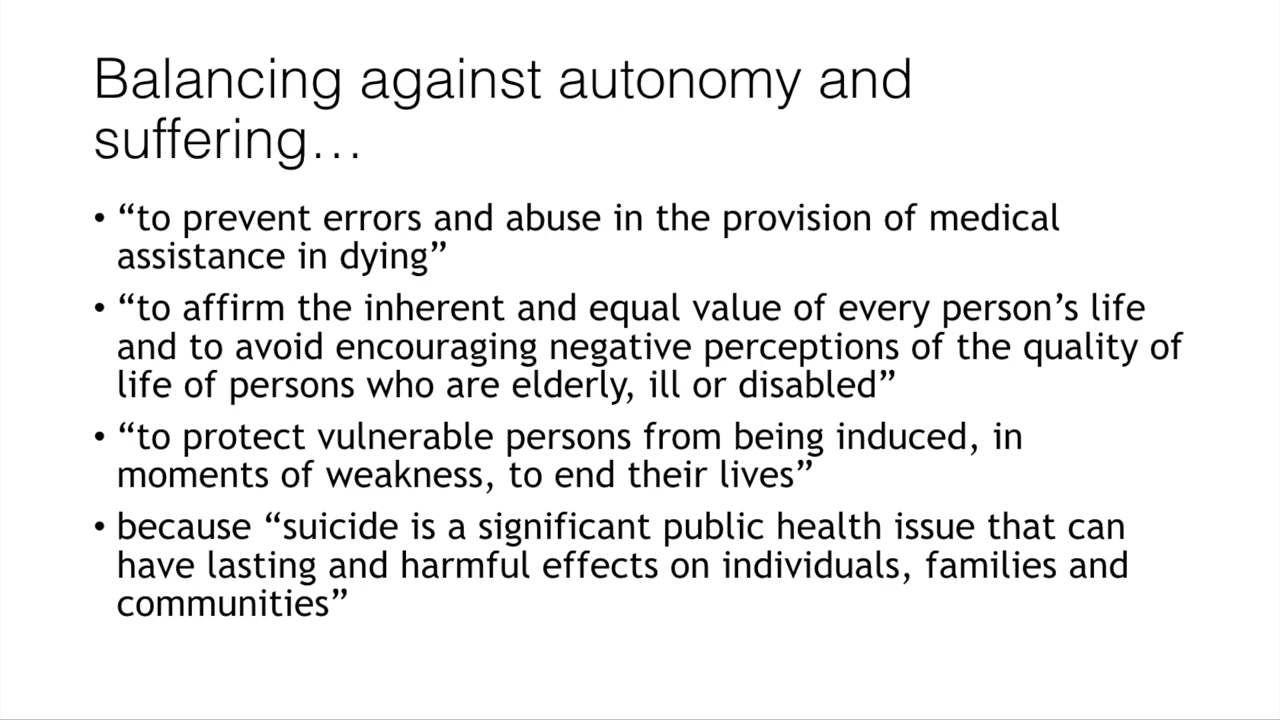 Balancing against autonomy and
suffering…
• “to prevent errors and abuse in the provision of medical
assistance in dying”
• “to affirm the inherent and equal value of every person’s life
and to avoid encouraging negative perceptions of the quality of
life of persons who are elderly, ill or disabled”
• “to protect vulnerable persons from being induced, in
moments of weakness, to end their lives”
• because “suicide is a significant public health issue that can
have lasting and harmful effects on individuals, families and
communities”